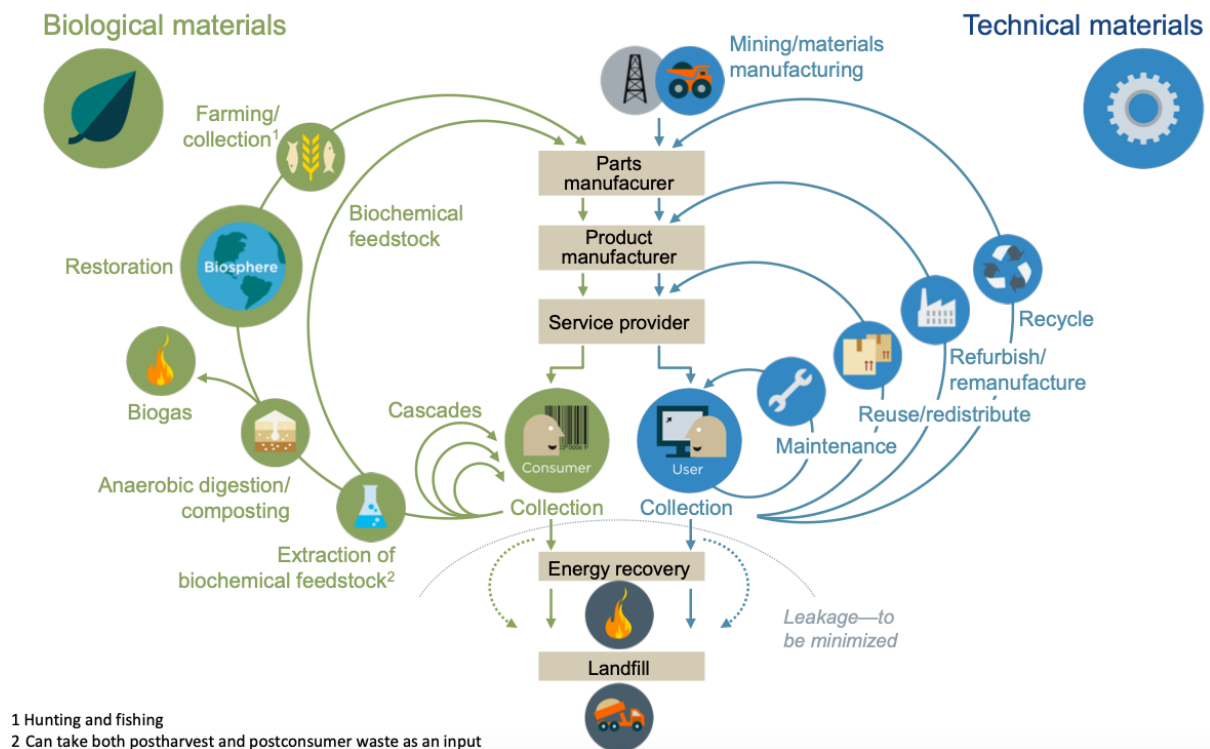 Biological materials
Technical materials
Mining/materials
manufacturing
Farming/
collection1
Parts
manufacurer
Biochemical
feedstock
Product
manufacturer
Restoration
Biosphere
Service provider
Recycle
Refurbish/
remanufacture
Biogas
Cascades
Reuse/redistribute
Maintenance
Consumer
User
Anaerobic digestion/
composting
Collection
Collection
Extraction of
biochemical feedstock2
Energy recovery
Leakage—to
be minimized
Landfill
1 Hunting and fishing
2 Can take both postharvest and postconsumer waste as an input